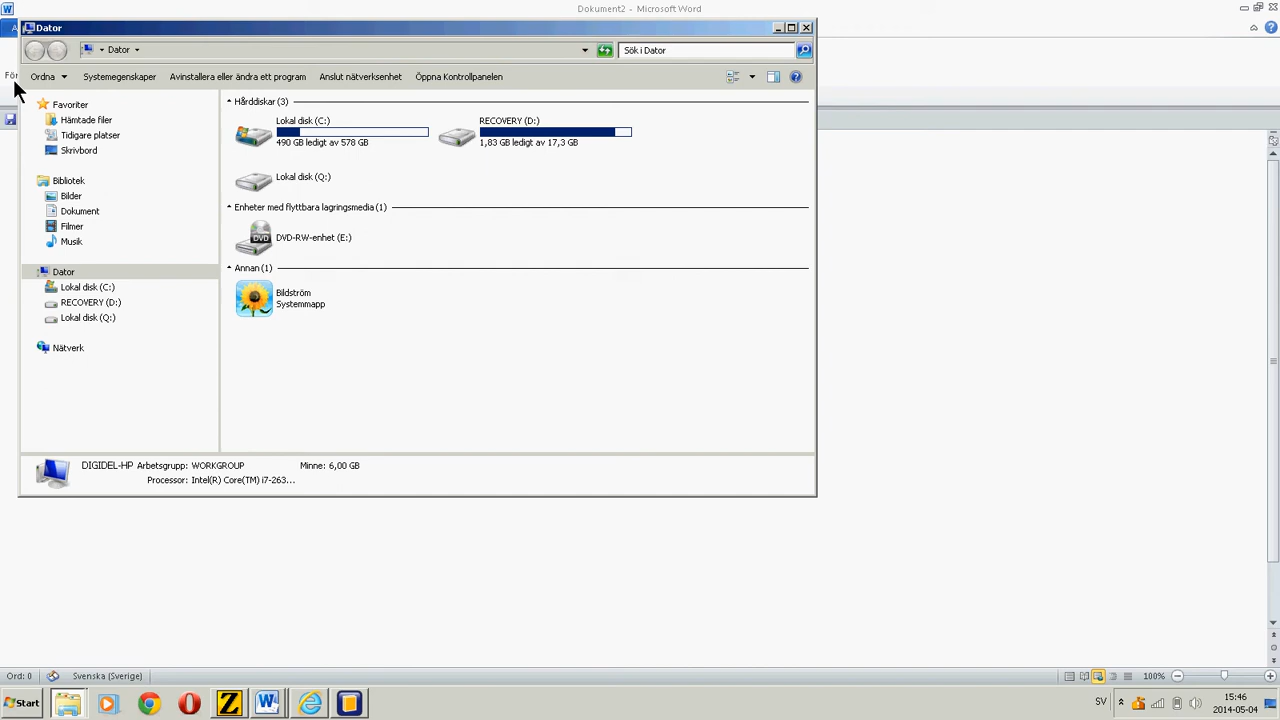 Dokument2 - Microsoft Word
Dator
Dator
Sök i Dator
För
Ordna Systemegenskaper Avinstallera eller ändra ett program Anslut nätverksenhet Öppna Kontrollpanelen
Favoriter
Hämtade filer
Tidigare platser
Skrivbord
Bibliotek
Bilder
Dokument
Filmer
Musik
Dator
Lokal disk (C:)
RECOVERY (D:)
Lokal disk (Q:)
Nätverk
Hårddiskar (3)
Lokal disk (C:)
490 GB ledigt av 578 GB
RECOVERY (D:)
1,83 GB ledigt av 17,3 GB
Lokal disk (Q:)
Enheter med flyttbara lagringsmedia (1)
DVD
DVD-RW-enhet (E:)
Annan (1)
Bildström
Systemmapp
DIGIDEL-HP Arbetsgrupp: WORKGROUP Minne: 6,00 GB
Processor: Intel(R) Core(TM) i7-263...
Ord: 0 Svenska (Sverige) 100%
Start SV 15:46
2014-05-04